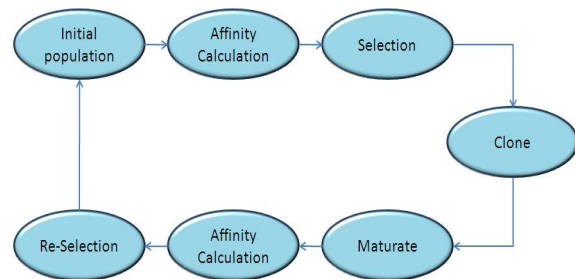 Initial
population
Affinity
Calculation
Selection
Clone
Maturate
Affinity
Calculation
Re-Selection